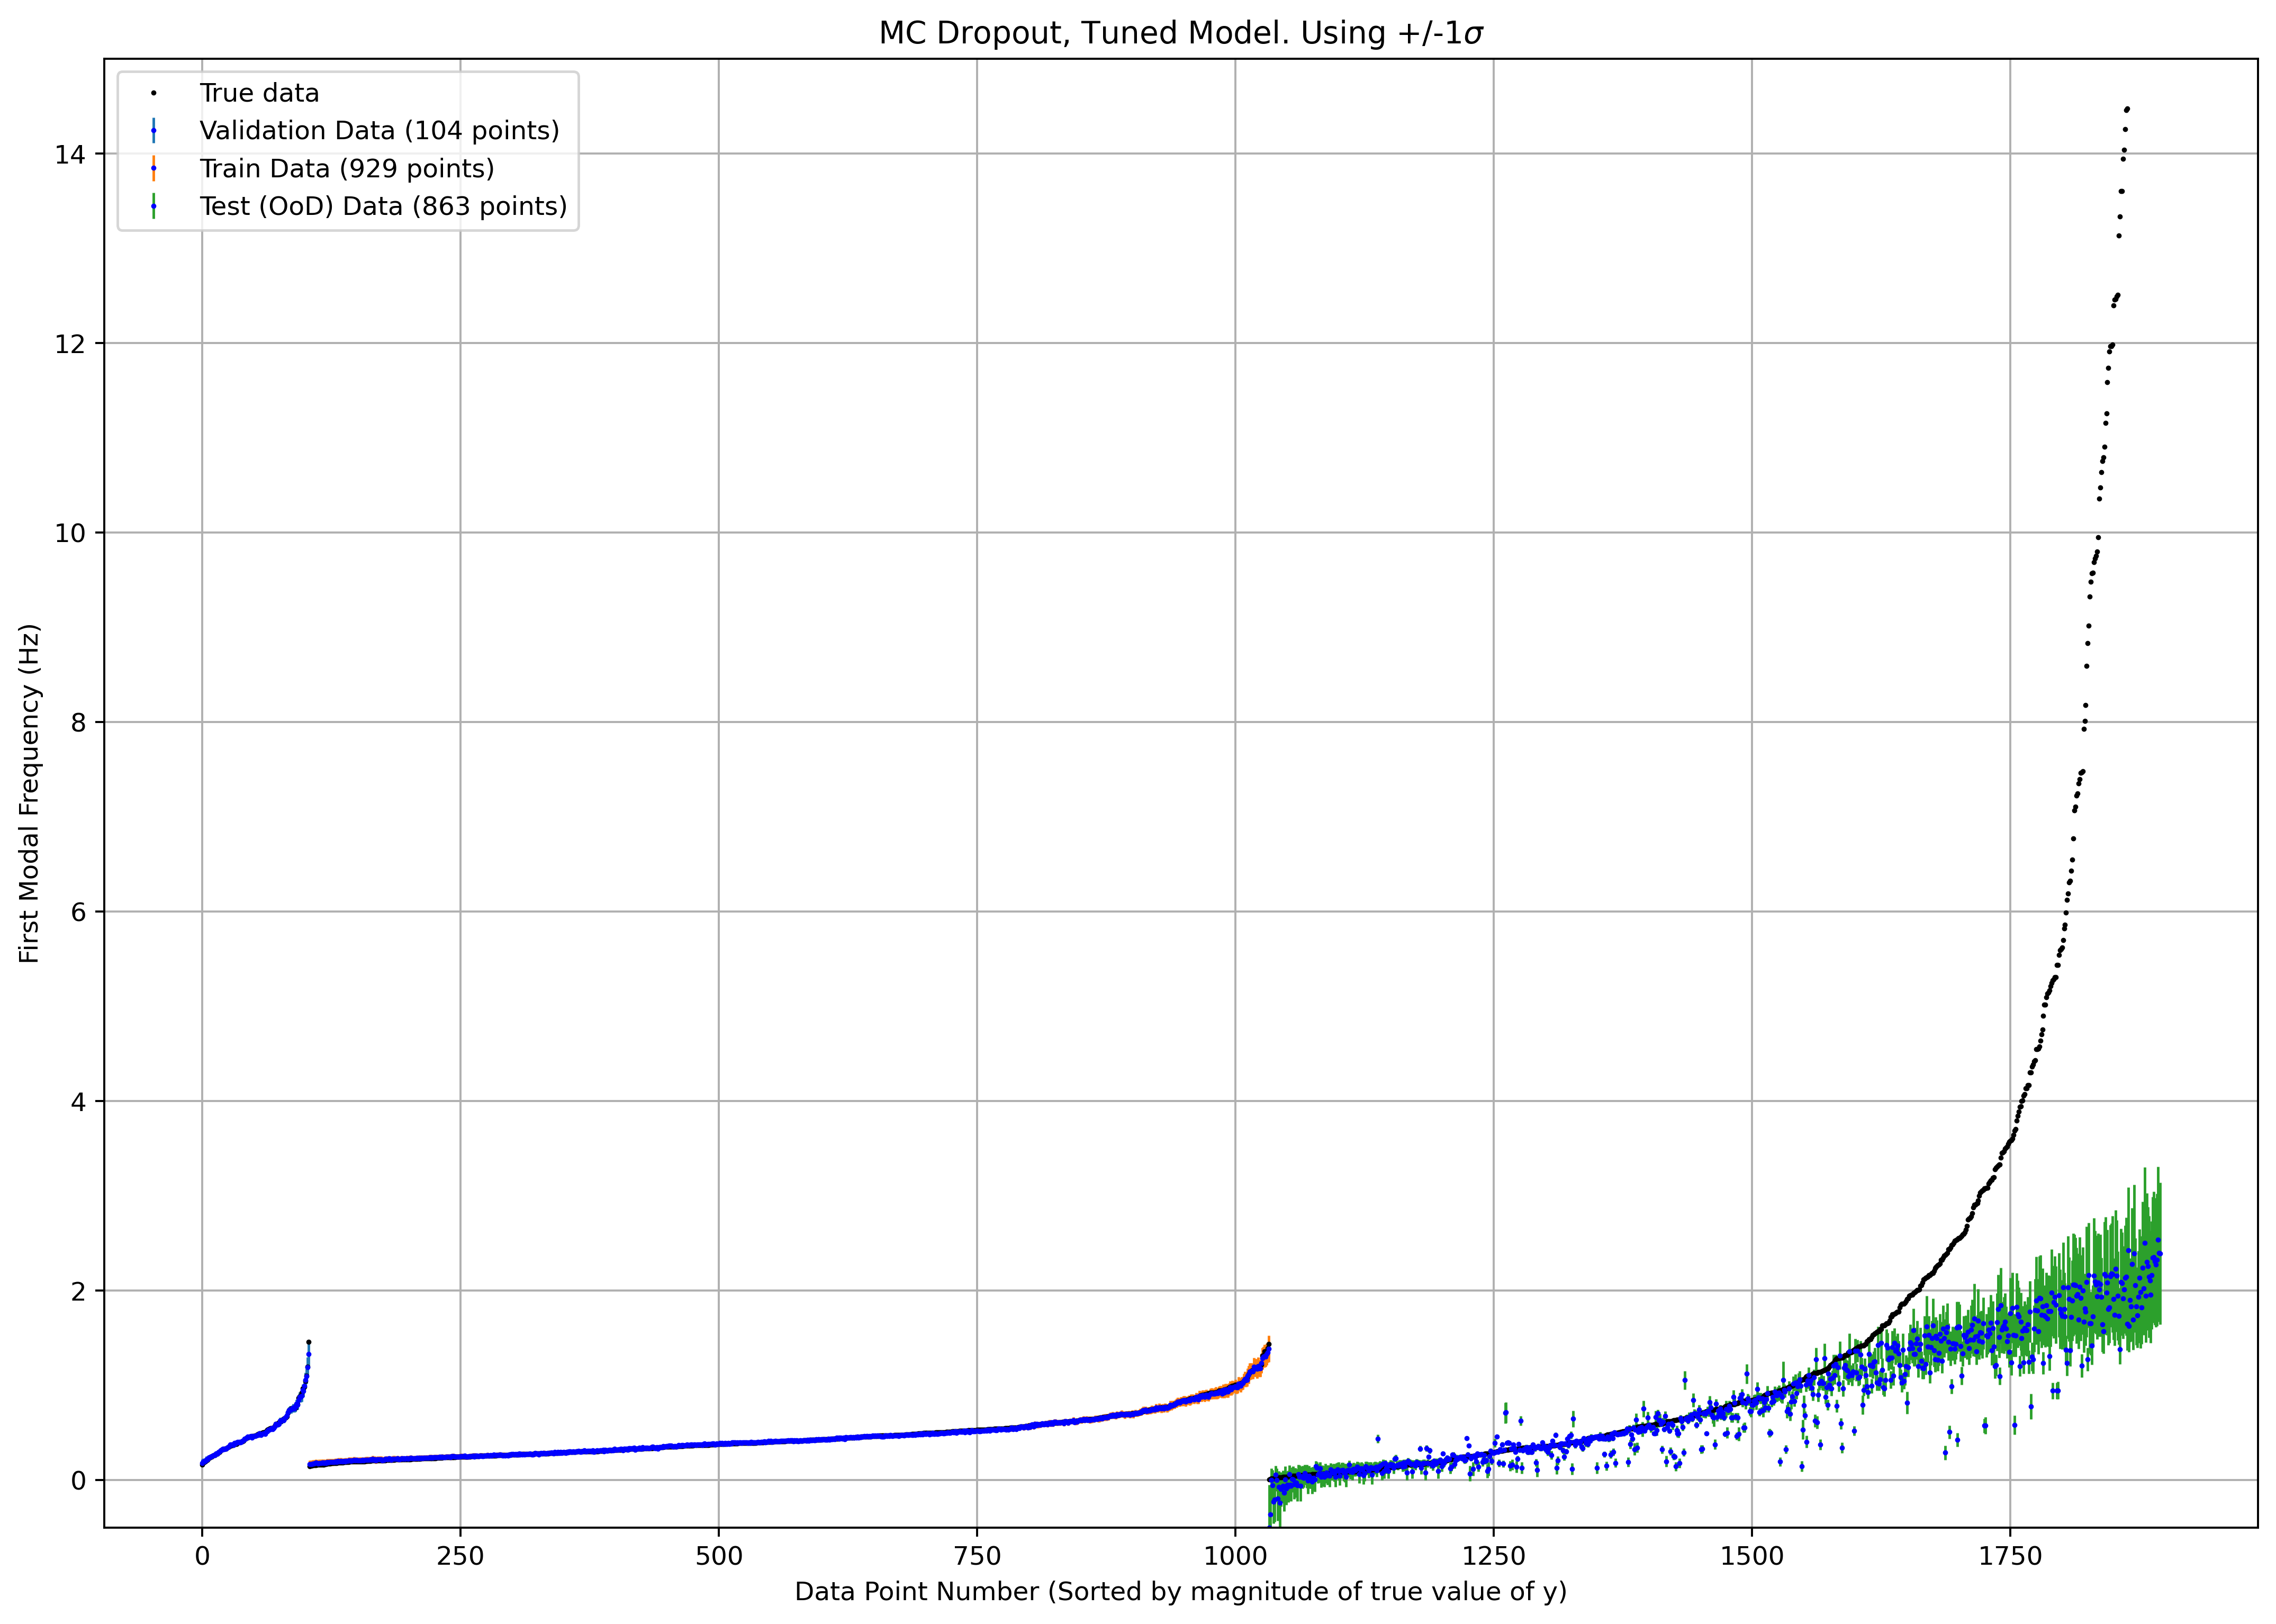 MC Dropout, Tuned Model. Using +/-1σ
True data
Validation Data (104 points)
Train Data (929 points)
Test (OoD) Data (863 points)
14
12
10
8
6
4
2
0
First Modal Frequency (Hz)
0 250 500 750 1000 1250 1500 1750
Data Point Number (Sorted by magnitude of true value of y)